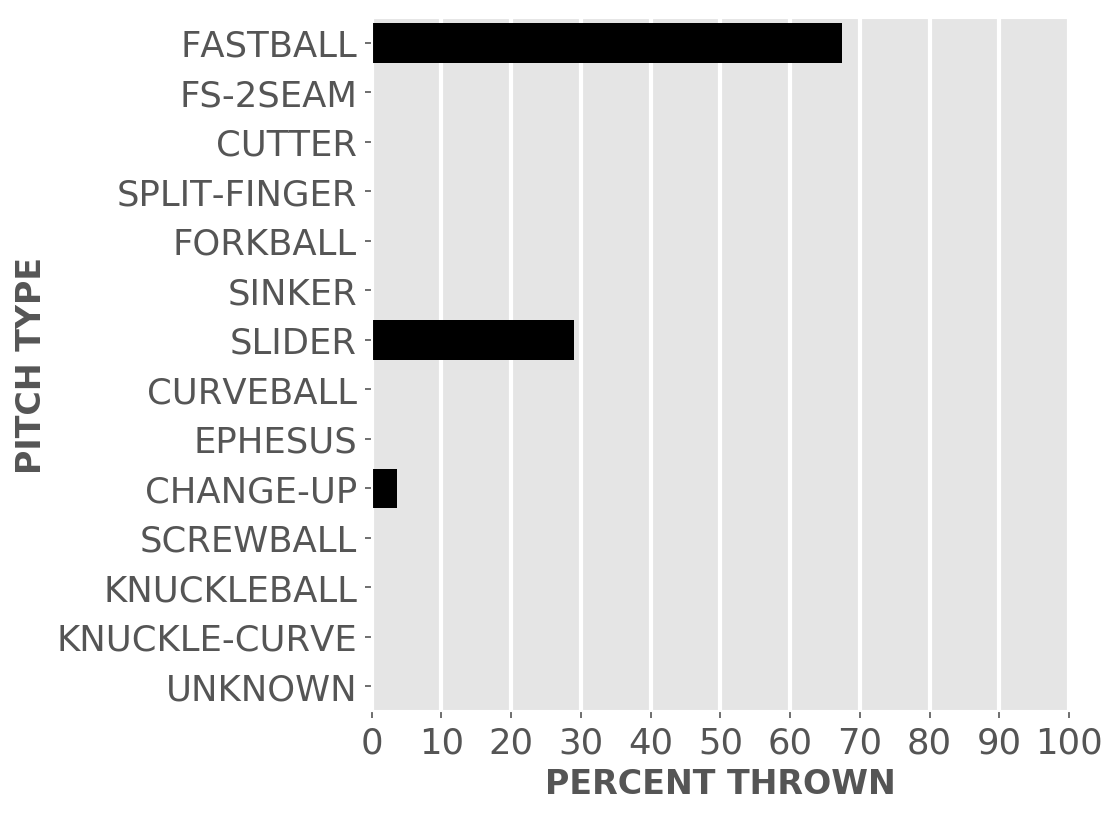 PITCH TYPE
FASTBALL
FS-2SEAM
CUTTER
SPLIT-FINGER
FORKBALL
SINKER
SLIDER
CURVEBALL
EPHESUS
CHANGE-UP
SCREWBALL
KNUCKLEBALL
KNUCKLE-CURVE
UNKNOWN
0 10 20 30 40 50 60 70 80 90 100
PERCENT THROWN